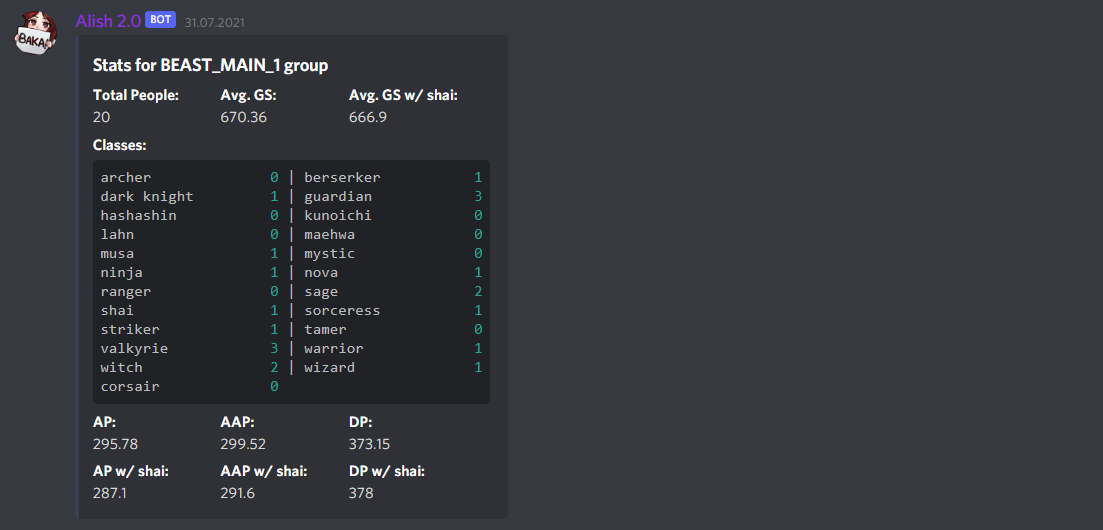 BAKA!
Alish 2.0 BOT 31.07.2021
Stats for BEAST_MAIN_1 group
Total People: Avg. GS: Avg. GS w/ shai:
20 670.36 666.9
Classes:
archer 0 | berserker 1
dark knight 1 | guardian 3
hashashin 0 | kunoichi 0
lahn 0 | maehwa 0
musa 1 | mystic 0
ninja 1 | nova 1
ranger 0 | sage 2
shai 1 | sorceress 1
striker 1 | tamer 0
valkyrie 3 | warrior 1
witch 2 | wizard 1
corsair 0
AP: AAP: DP:
295.78 299.52 373.15
AP w/ shai: AAP w/ shai: DP w/ shai:
287.1 291.6 378